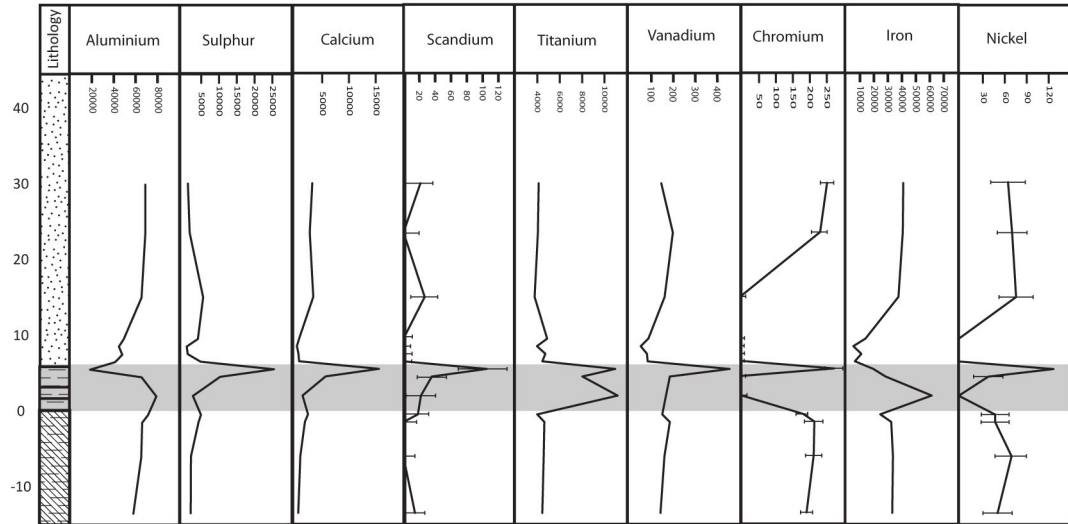 Lithology
Aluminium
Sulphur
Calcium
Scandium
Titanium
Vanadium
Chromium
Iron
Nickel
20000 40000 60000 80000
5000 10000 15000 20000 25000
5000 10000 15000
20 40 60 80 100 120
4000 6000 8000 10000
100 200 300 400
50 100 150 200 250
10000 20000 30000 40000 50000 60000 70000
30 60 90 120
40
30
20
10
0
-10